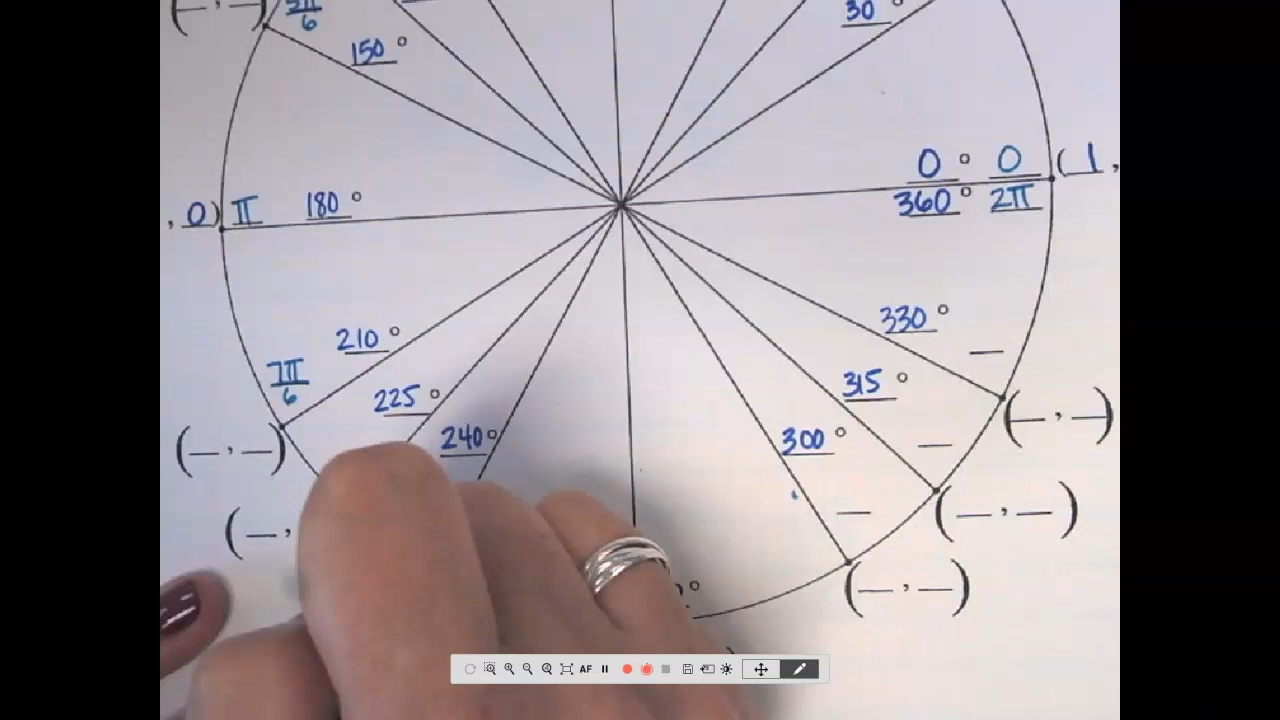 (—,—) 5π/6
30°
150°
0° 0 (1,
, 0) π 180°
360° 2π
210°
330° —
7π/6
225°
315° —
(—,—)
240°
300° —
(—,—)
(—,
(—,—)
°
(—,—)
)
AF